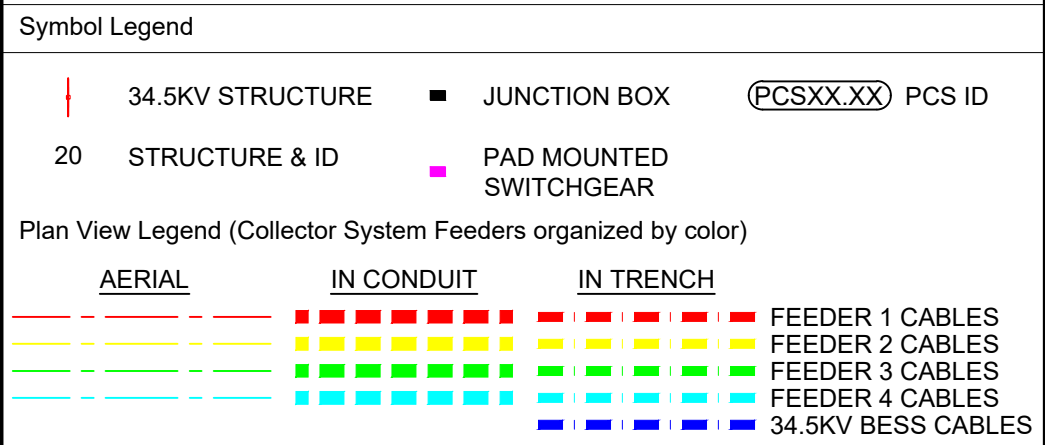 Symbol Legend
34.5KV STRUCTURE
JUNCTION BOX
PCSXX.XX PCS ID
20 STRUCTURE & ID
PAD MOUNTED
SWITCHGEAR
Plan View Legend (Collector System Feeders organized by color)
AERIAL IN CONDUIT IN TRENCH
FEEDER 1 CABLES
FEEDER 2 CABLES
FEEDER 3 CABLES
FEEDER 4 CABLES
34.5KV BESS CABLES